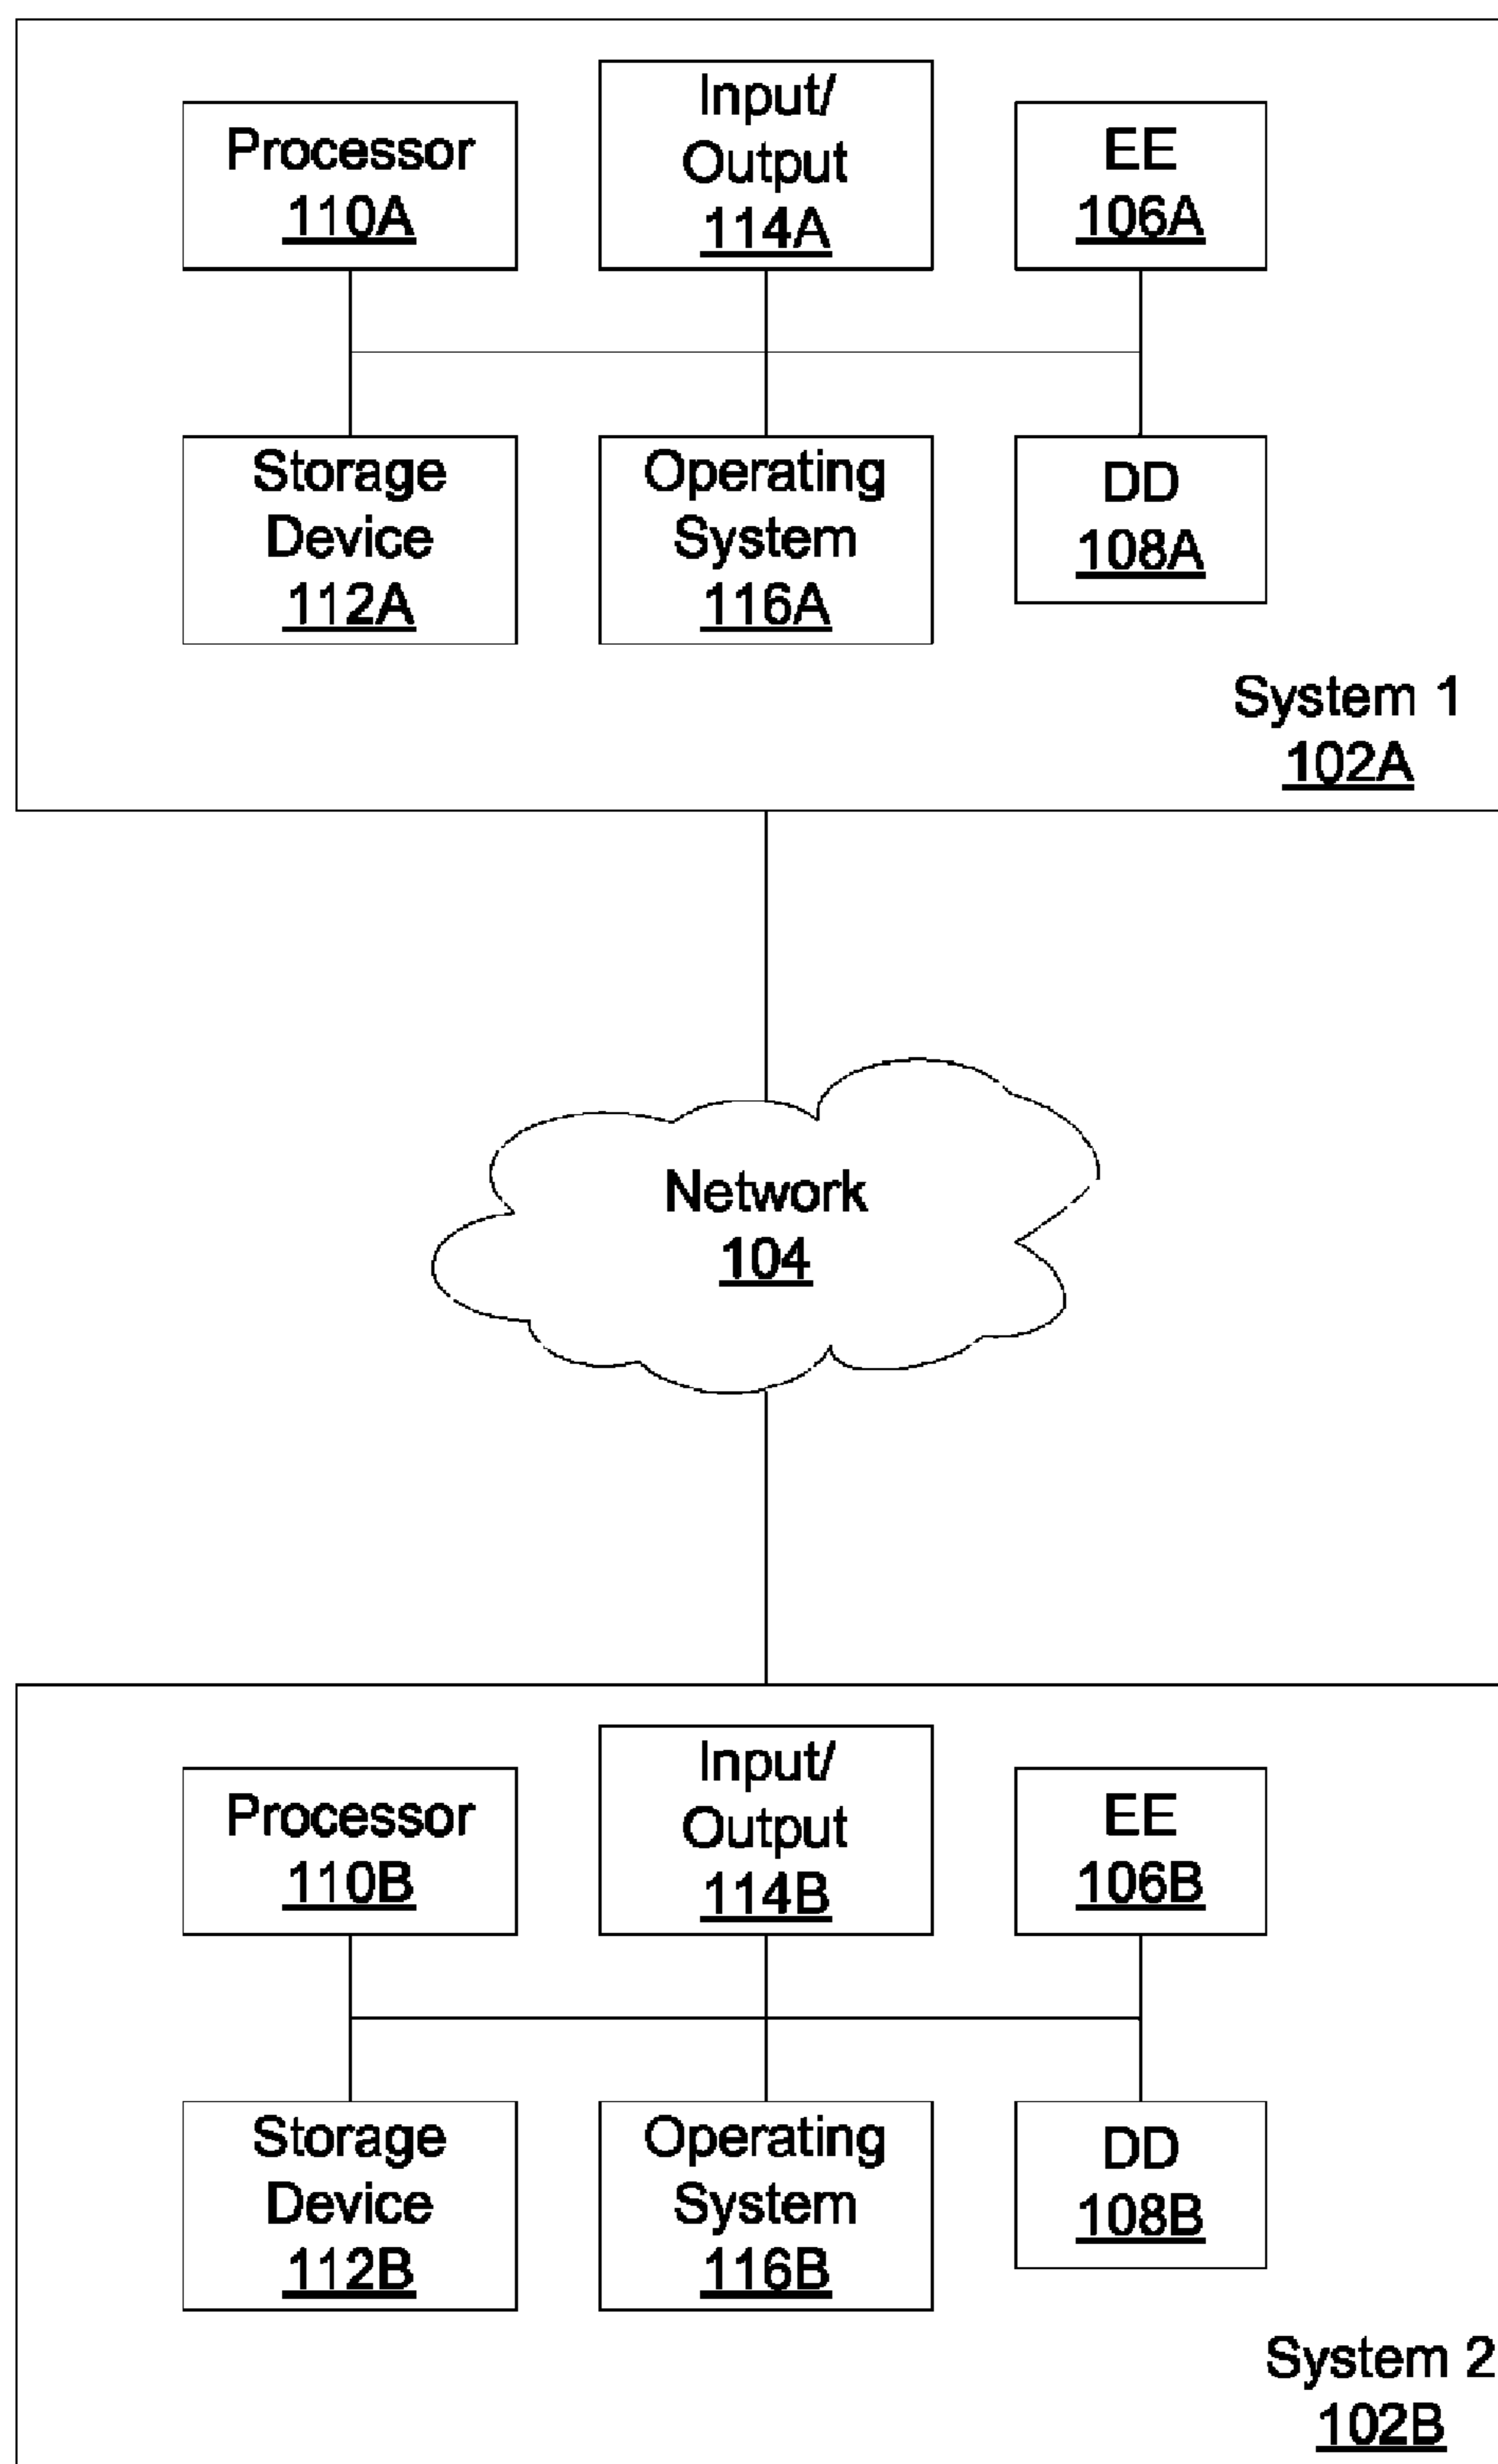 Processor
110A
Input/
Output
114A
EE
106A
Storage
Device
112A
Operating
System
116A
DD
108A
System 1
102A
Network
104
Processor
110B
Input/
Output
114B
EE
106B
Storage
Device
112B
Operating
System
116B
DD
108B
System 2
102B